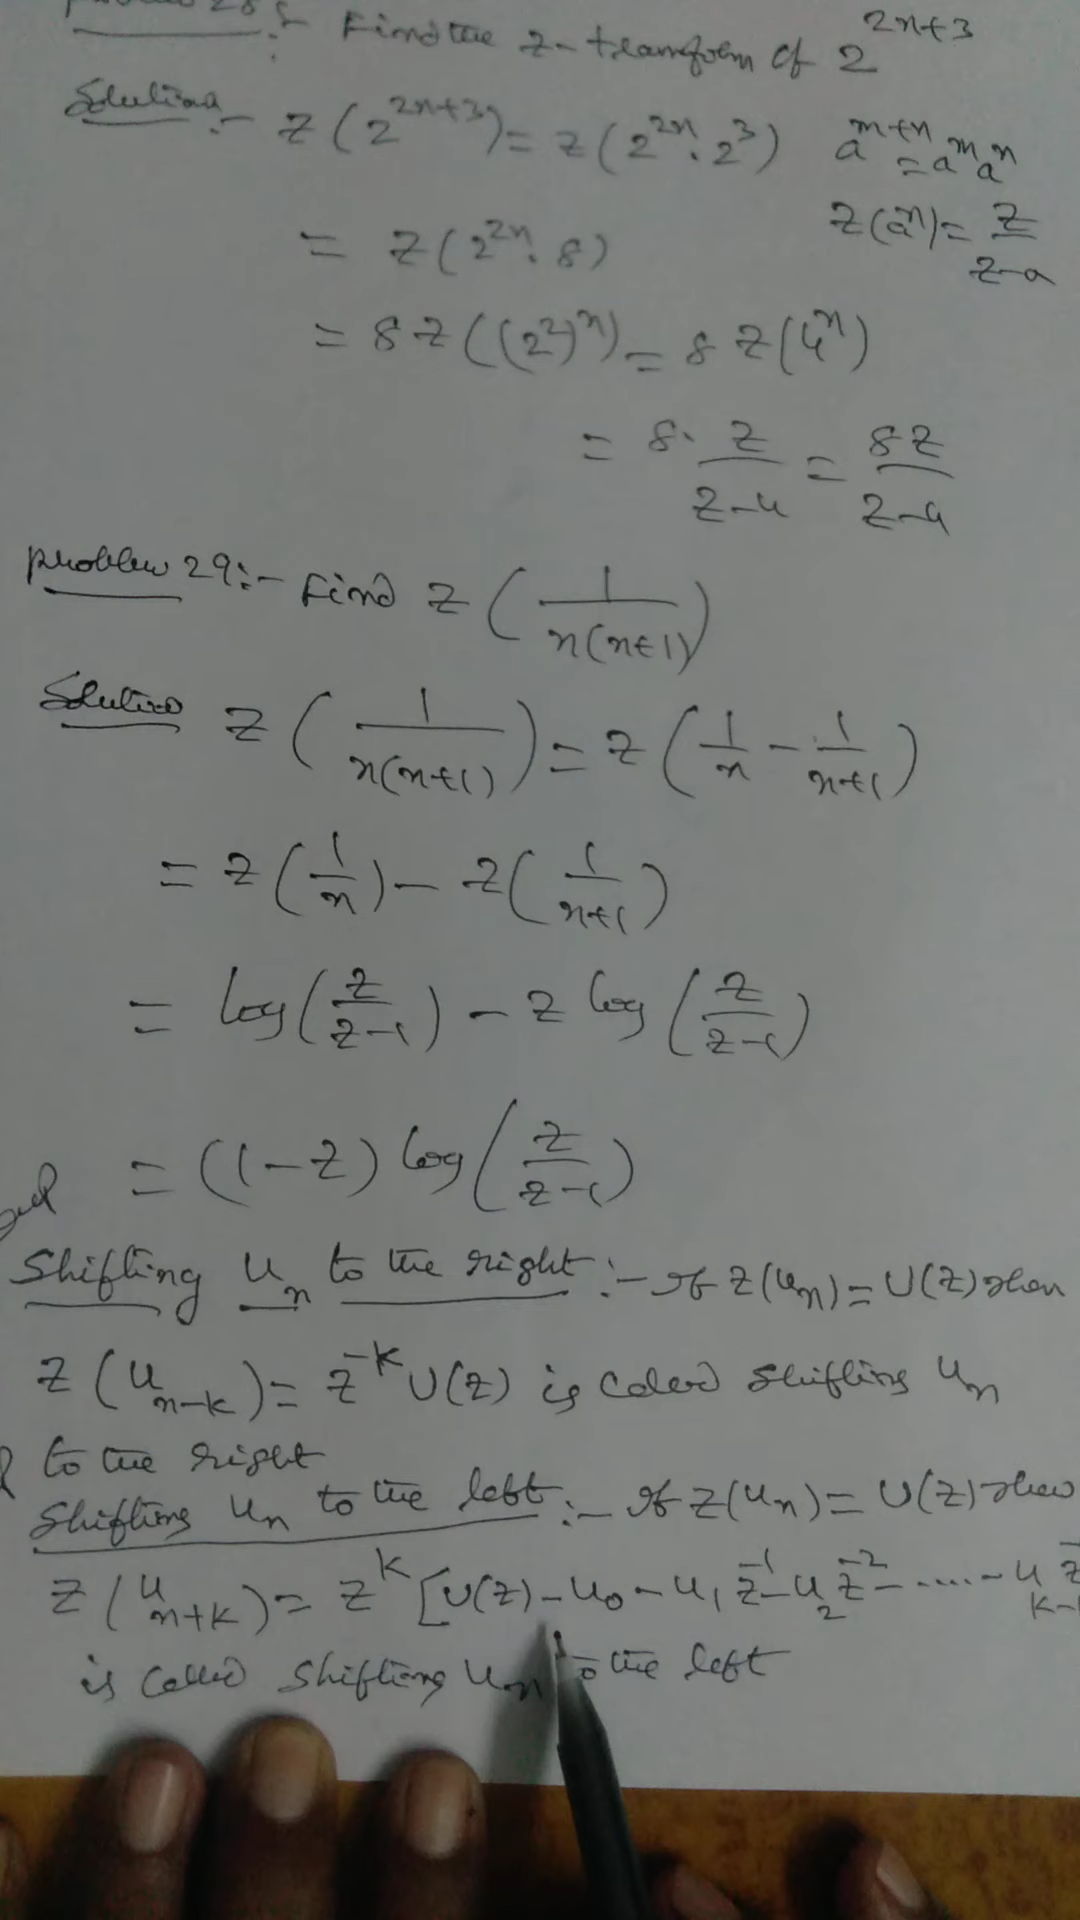 28:- Find the z-transform of 2^{2n+3}
Solution:- z(2^{2n+3}) = z(2^{2n}.2^3) a^{m+n} = a^m a^n
= z(2^{2n}.8) z(a^n) = z/(z-a)
= 8z((2^2)^n) = 8z(4^n)
= 8.z/(z-4) = 8z/(z-4)
Problem 29:- Find z(1/(n(n+1)))
Solution z(1/(n(n+1))) = z(1/n - 1/(n+1))
= z(1/n) - z(1/(n+1))
= log(z/(z-1)) - z log(z/(z-1))
= (1-z) log(z/(z-1))
Shifting u_n to the right:- If z(u_n) = U(z) then
z(u_{n-k}) = z^{-k} U(z) is called shifting u_n
to the right
Shifting u_n to the left:- If z(u_n) = U(z) then
z(u_{n+k}) = z^k [U(z) - u_0 - u_1 z^{-1} - u_2 z^{-2} - ..... - u_{k-1} z
is called shifting u_n to the left